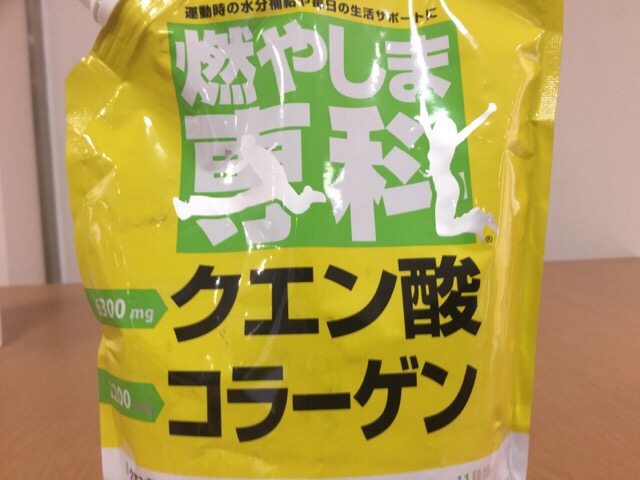 運動時の水分補給や毎日の生活サポートに
燃やしま
専科
®
6300mg
クエン酸
コラーゲン